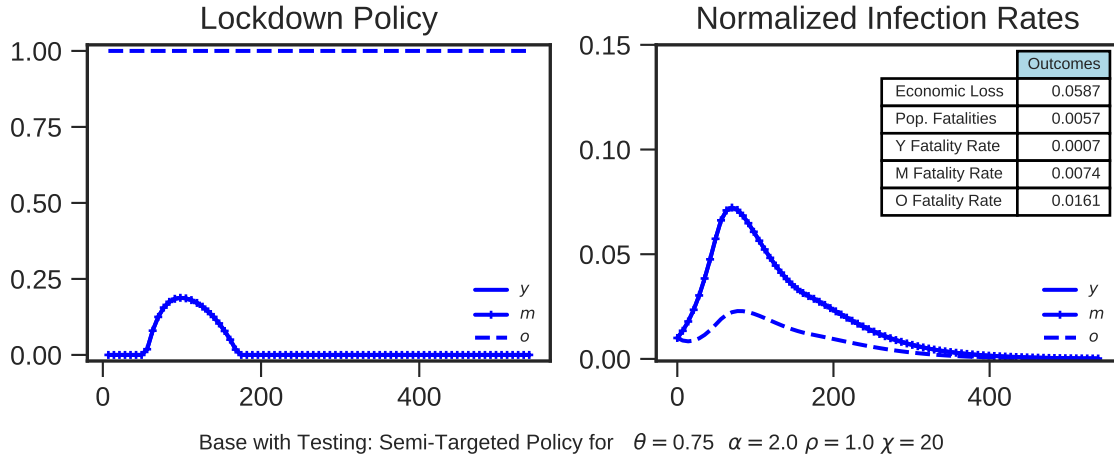 Lockdown Policy
1.00
0.75
0.50
0.25
0.00
0 200 400
y
m
o
Normalized Infection Rates
0.15
0.10
0.05
0.00
0 200 400
Outcomes
Economic Loss 0.0587
Pop. Fatalities 0.0057
Y Fatality Rate 0.0007
M Fatality Rate 0.0074
O Fatality Rate 0.0161
y
m
o
Base with Testing: Semi-Targeted Policy for θ = 0.75 α = 2.0 ρ = 1.0 χ = 20